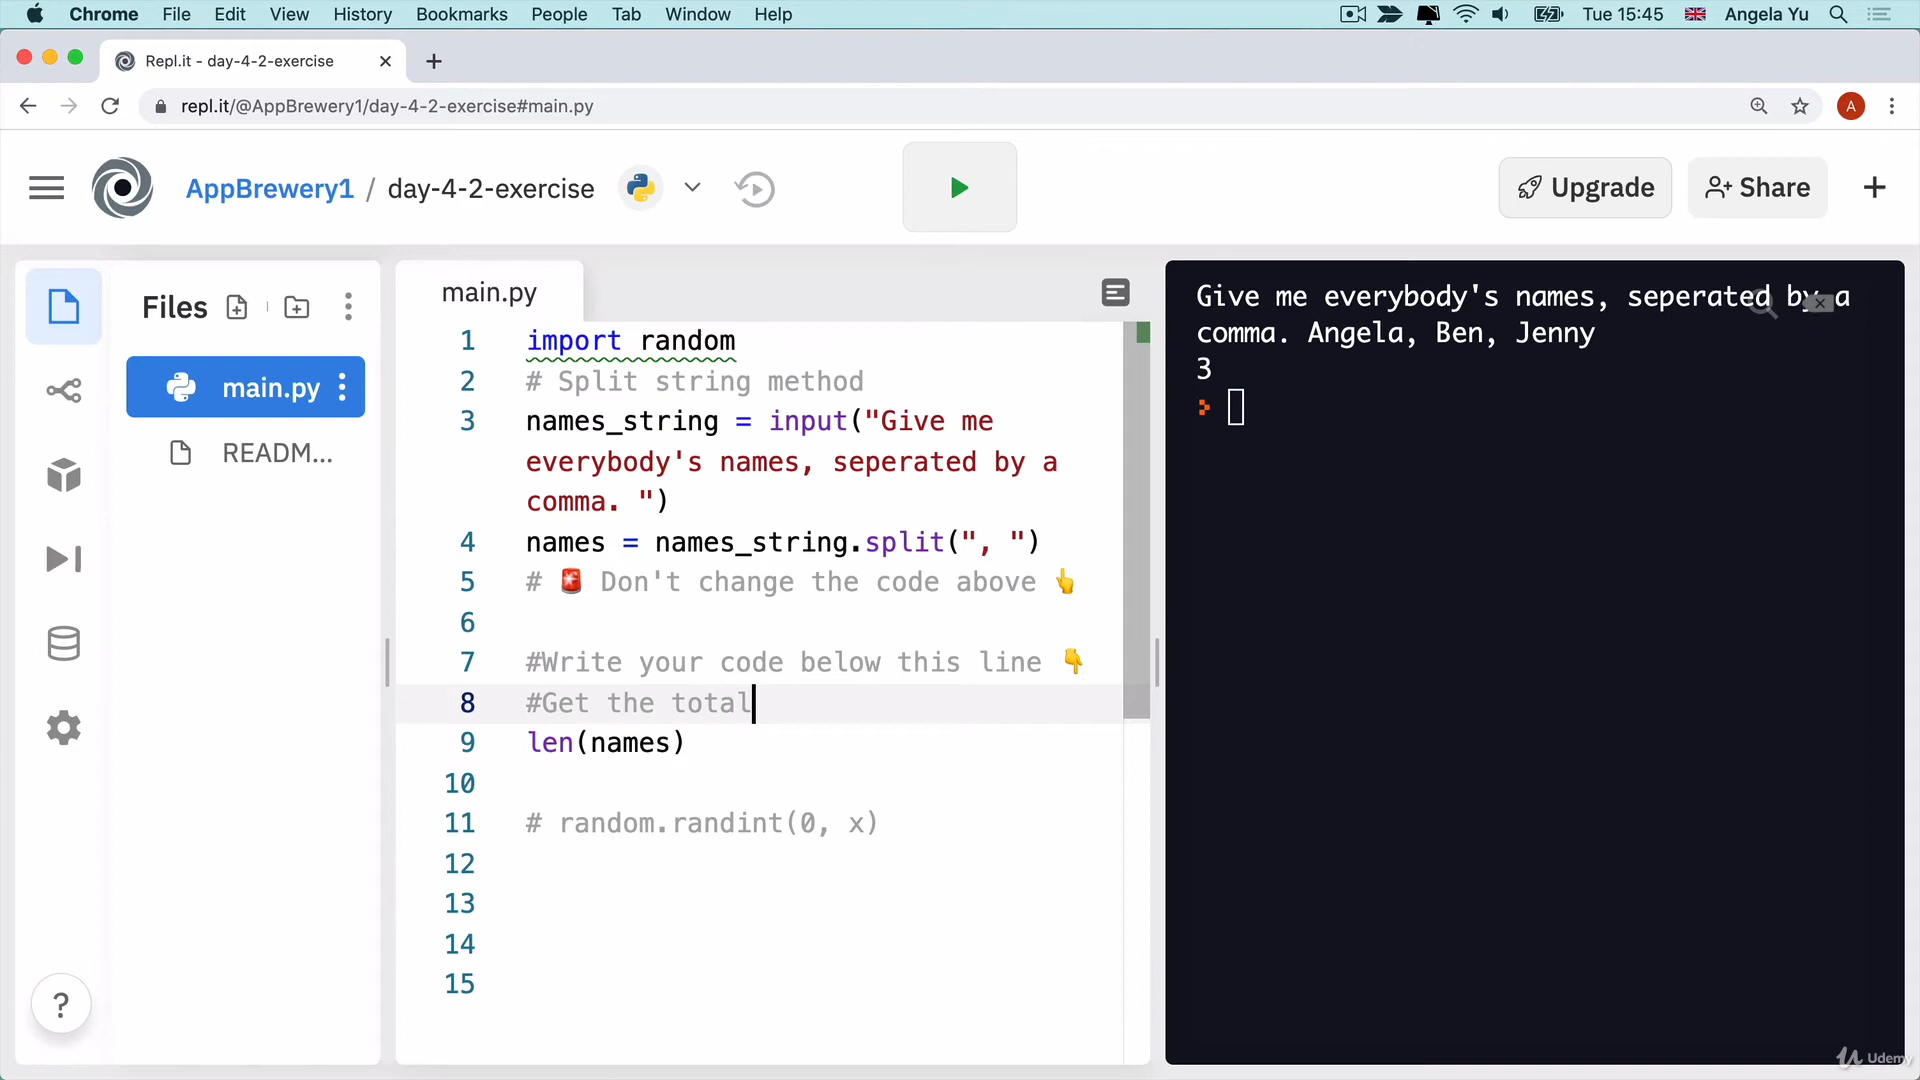 Chrome File Edit View History Bookmarks People Tab Window Help Tue 15:45 Angela Yu
Repl.it - day-4-2-exercise
repl.it/@AppBrewery1/day-4-2-exercise#main.py A
AppBrewery1 / day-4-2-exercise Upgrade Share
Files
main.py
READM...
main.py
1 import random
2 # Split string method
3 names_string = input("Give me
everybody's names, seperated by a
comma. ")
4 names = names_string.split(", ")
5 # 🚨 Don't change the code above 👆
6
7 #Write your code below this line 👇
8 #Get the total
9 len(names)
10
11 # random.randint(0, x)
12
13
14
15
?
Give me everybody's names, seperated by a
comma. Angela, Ben, Jenny
3
Udemy